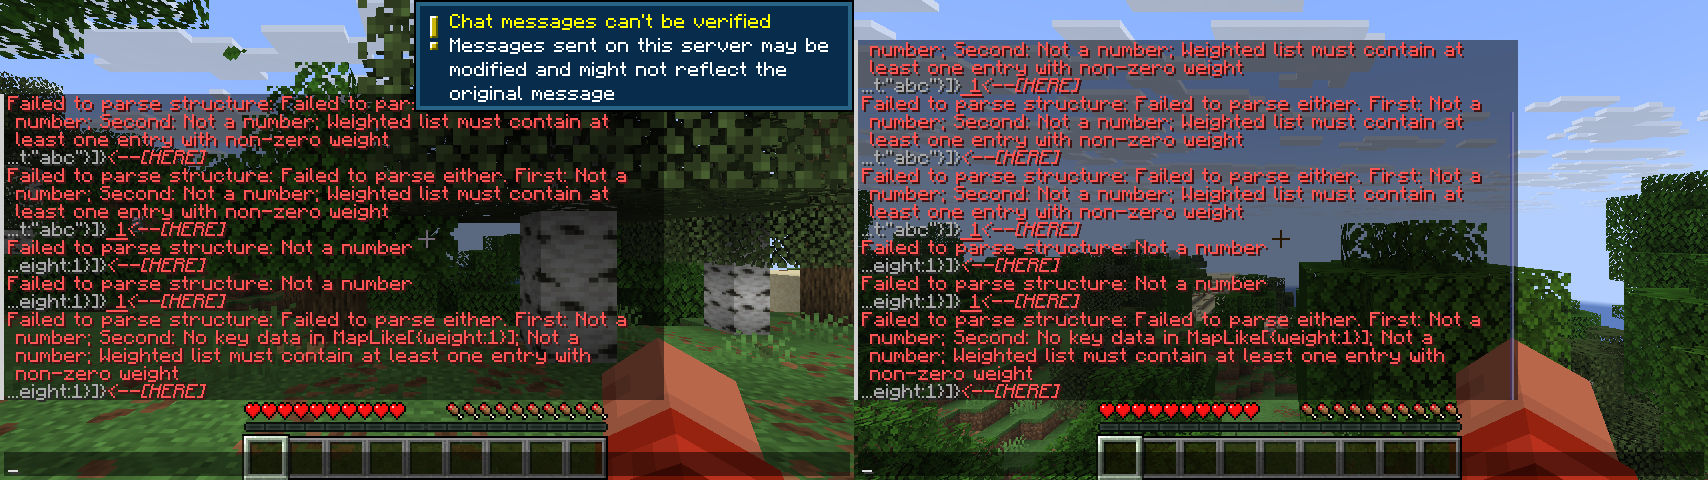 Chat messages can't be verified
Messages sent on this server may be
modified and might not reflect the
original message
Failed to parse structure: Failed to par
number; Second: Not a number; Weighted list must contain at
least one entry with non-zero weight
...t:"abc"}]}<--[HERE]
Failed to parse structure: Failed to parse either. First: Not a
number; Second: Not a number; Weighted list must contain at
least one entry with non-zero weight
...t:"abc"}]} 1<--[HERE]
Failed to parse structure: Not a number
...eight:1}]}<--[HERE]
Failed to parse structure: Not a number
...eight:1}]} 1<--[HERE]
Failed to parse structure: Failed to parse either. First: Not a
number; Second: No key data in MapLike[{weight:1}]; Not a
number; Weighted list must contain at least one entry with
non-zero weight
...eight:1}]}<--[HERE]
_
number; Second: Not a number; Weighted list must contain at
least one entry with non-zero weight
...t:"abc"}]} 1<--[HERE]
Failed to parse structure: Failed to parse either. First: Not a
number; Second: Not a number; Weighted list must contain at
least one entry with non-zero weight
...t:"abc"}]}<--[HERE]
Failed to parse structure: Failed to parse either. First: Not a
number; Second: Not a number; Weighted list must contain at
least one entry with non-zero weight
...t:"abc"}]} 1<--[HERE]
Failed to parse structure: Not a number
...eight:1}]}<--[HERE]
Failed to parse structure: Not a number
...eight:1}]} 1<--[HERE]
Failed to parse structure: Failed to parse either. First: Not a
number; Second: No key data in MapLike[{weight:1}]; Not a
number; Weighted list must contain at least one entry with
non-zero weight
...eight:1}]}<--[HERE]
_